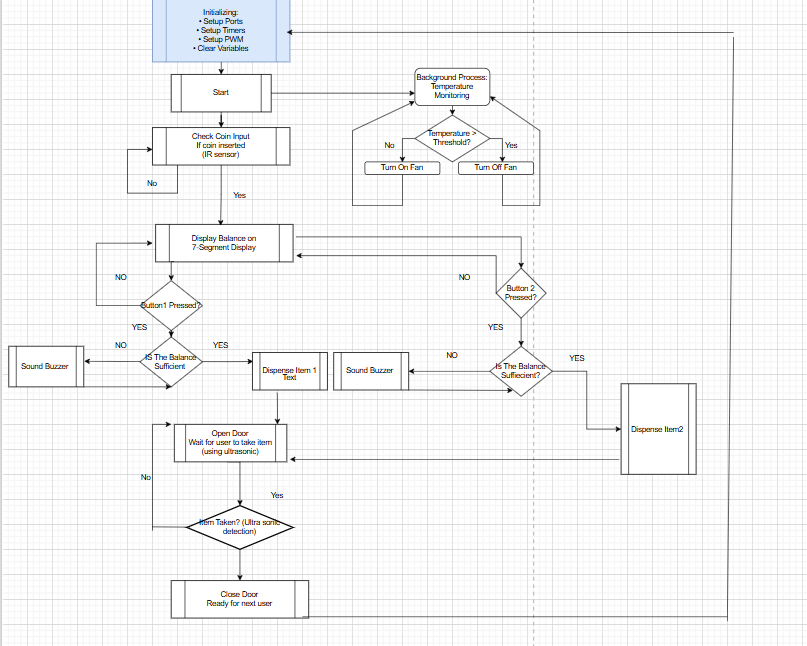 Initializing:
• Setup Ports
• Setup Timers
• Setup PWM
• Clear Variables
Start
Background Process:
Temperature
Monitoring
Check Coin Input
If coin inserted
(IR sensor)
No
Yes
Temperature >
Threshold?
No
Yes
Turn On Fan
Turn Off Fan
Display Balance on
7-Segment Display
NO
Button1 Pressed?
YES
NO
Button 2
Pressed?
YES
IS The Balance
Sufficient
NO
YES
Sound Buzzer
Dispense Item 1
Text
Sound Buzzer
NO
Is The Balance
Suffiecient?
YES
Dispense Item2
Open Door
Wait for user to take item
(using ultrasonic)
No
Yes
Item Taken? (Ultra sonic
detection)
Close Door
Ready for next user